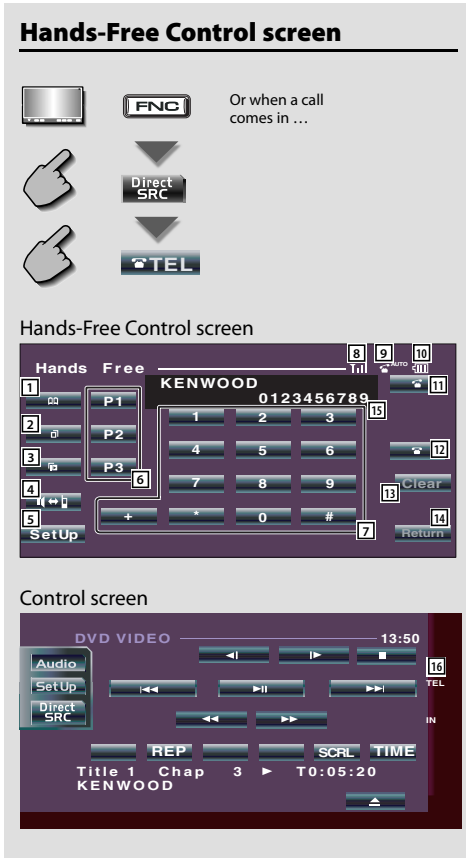 Hands-Free Control screen
FNC
Or when a call
comes in …
Direct
SRC
TEL
Hands-Free Control screen
8 9 10
Hands Free
AUTO
KENWOOD
0123456789
1
11
P1
15
1 2 3
2
P2
4 5 6
12
3
P3
6
7 8 9
13
Clear
4
+ * 0 #
5
7
14
SetUp
Return
Control screen
DVD VIDEO
13:50
Audio
16
TEL
SetUp
Direct
SRC
IN
REP
SCRL
TIME
Title 1 Chap 3 ► T0:05:20
KENWOOD